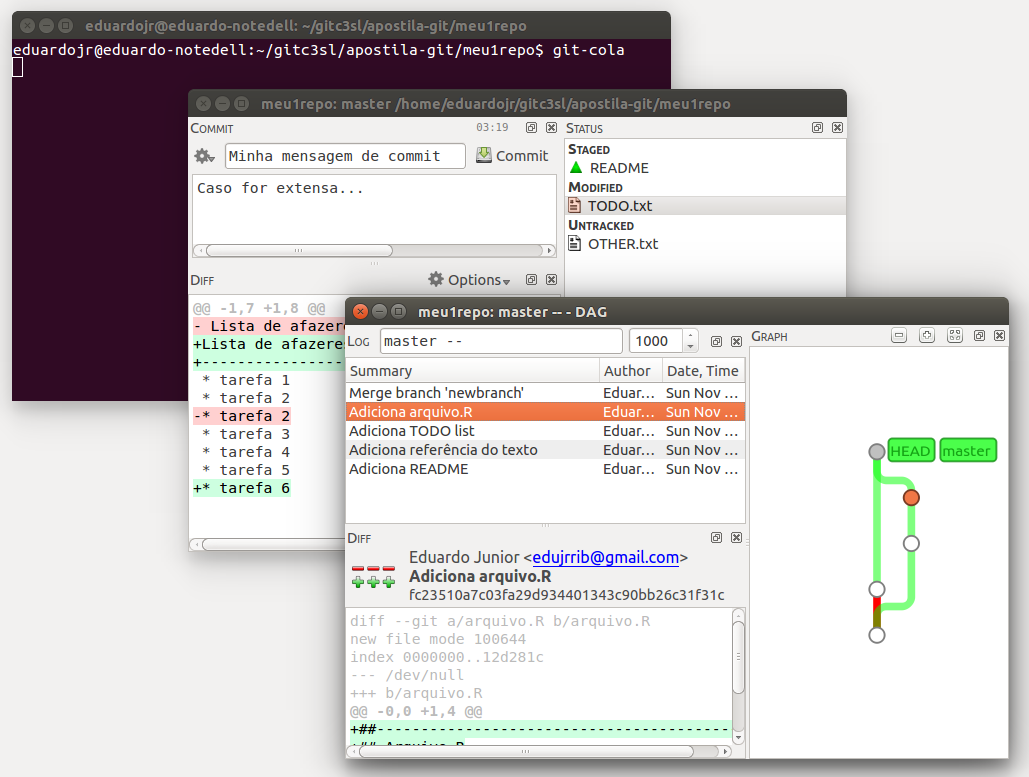 eduardojr@eduardo-notedell: ~/gitc3sl/apostila-git/meu1repo
eduardojr@eduardo-notedell:~/gitc3sl/apostila-git/meu1repo$ git-cola
meu1repo: master /home/eduardojr/gitc3sl/apostila-git/meu1repo
Commit 03:19
Minha mensagem de commit Commit
Caso for extensa...
Status
Staged
README
Modified
TODO.txt
Untracked
OTHER.txt
Diff Options
@@ -1,7 +1,8 @@
- Lista de afazere
+Lista de afazere
+----------------
* tarefa 1
* tarefa 2
-* tarefa 2
* tarefa 3
* tarefa 4
* tarefa 5
+* tarefa 6
meu1repo: master -- - DAG
Log master -- 1000
Summary Author Date, Time
Merge branch 'newbranch' Eduar... Sun Nov ...
Adiciona arquivo.R Eduar... Sun Nov ...
Adiciona TODO list Eduar... Sun Nov ...
Adiciona referência do texto Eduar... Sun Nov ...
Adiciona README Eduar... Sun Nov ...
Diff
Eduardo Junior <edujrrib@gmail.com>
Adiciona arquivo.R
fc23510a7c03fa29d934401343c90bb26c31f31c
diff --git a/arquivo.R b/arquivo.R
new file mode 100644
index 0000000..12d281c
--- /dev/null
+++ b/arquivo.R
@@ -0,0 +1,4 @@
+##------------------------------------------
+## Arquivo.R
Graph
HEAD master